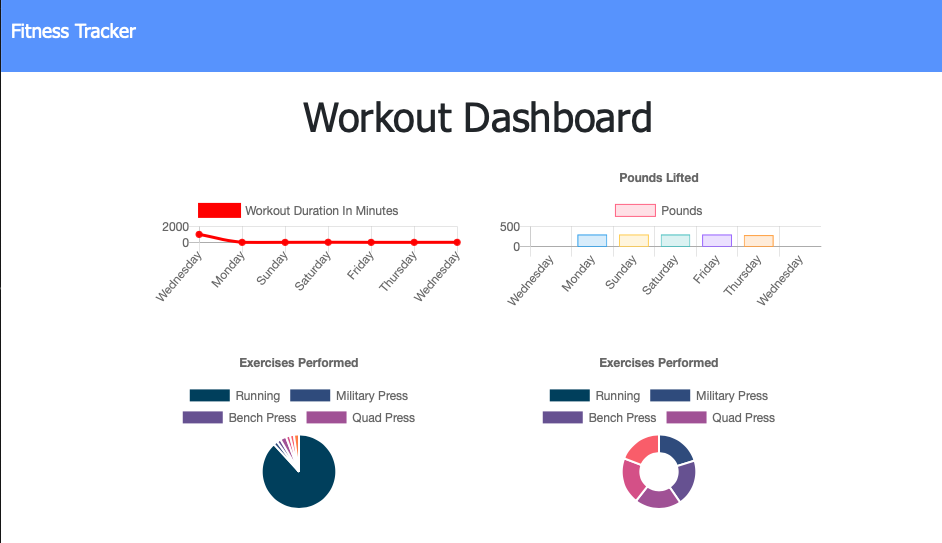 Fitness Tracker
Workout Dashboard
Workout Duration In Minutes
2000
0
Wednesday Monday Sunday Saturday Friday Thursday Wednesday
Pounds Lifted
Pounds
500
0
Wednesday Monday Sunday Saturday Friday Thursday Wednesday
Exercises Performed
Running Military Press
Bench Press Quad Press
Exercises Performed
Running Military Press
Bench Press Quad Press